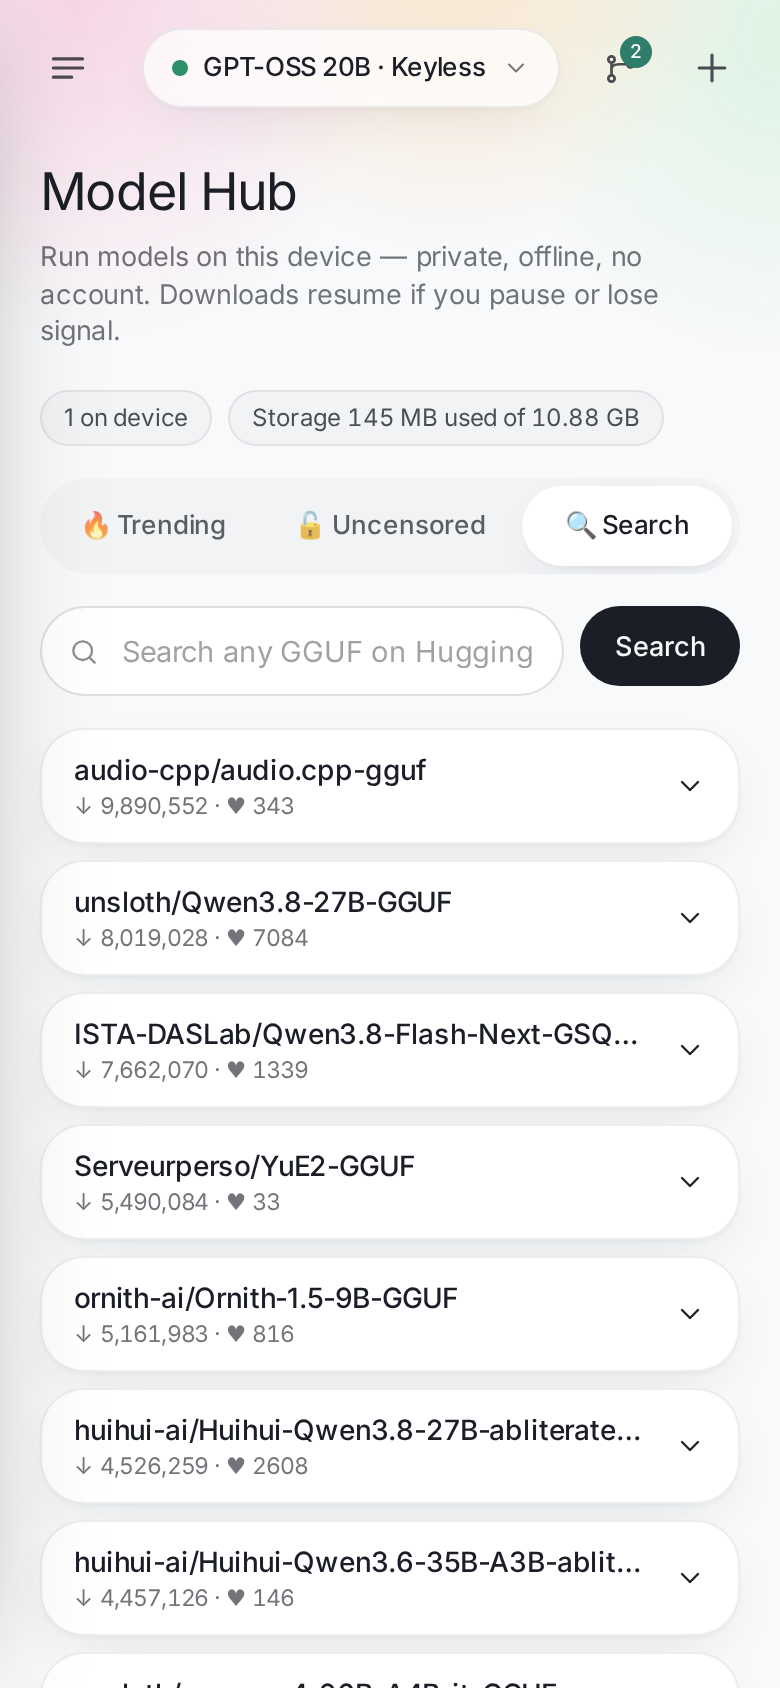 GPT-OSS 20B · Keyless
2
Model Hub
Run models on this device — private, offline, no
account. Downloads resume if you pause or lose
signal.
1 on device
Storage 145 MB used of 10.88 GB
🔥 Trending
🔓 Uncensored
🔍 Search
Search any GGUF on Hugging
Search
audio-cpp/audio.cpp-gguf
↓ 9,890,552 · ♥ 343
unsloth/Qwen3.8-27B-GGUF
↓ 8,019,028 · ♥ 7084
ISTA-DASLab/Qwen3.8-Flash-Next-GSQ...
↓ 7,662,070 · ♥ 1339
Serveurperso/YuE2-GGUF
↓ 5,490,084 · ♥ 33
ornith-ai/Ornith-1.5-9B-GGUF
↓ 5,161,983 · ♥ 816
huihui-ai/Huihui-Qwen3.8-27B-abliterate...
↓ 4,526,259 · ♥ 2608
huihui-ai/Huihui-Qwen3.6-35B-A3B-ablit...
↓ 4,457,126 · ♥ 146